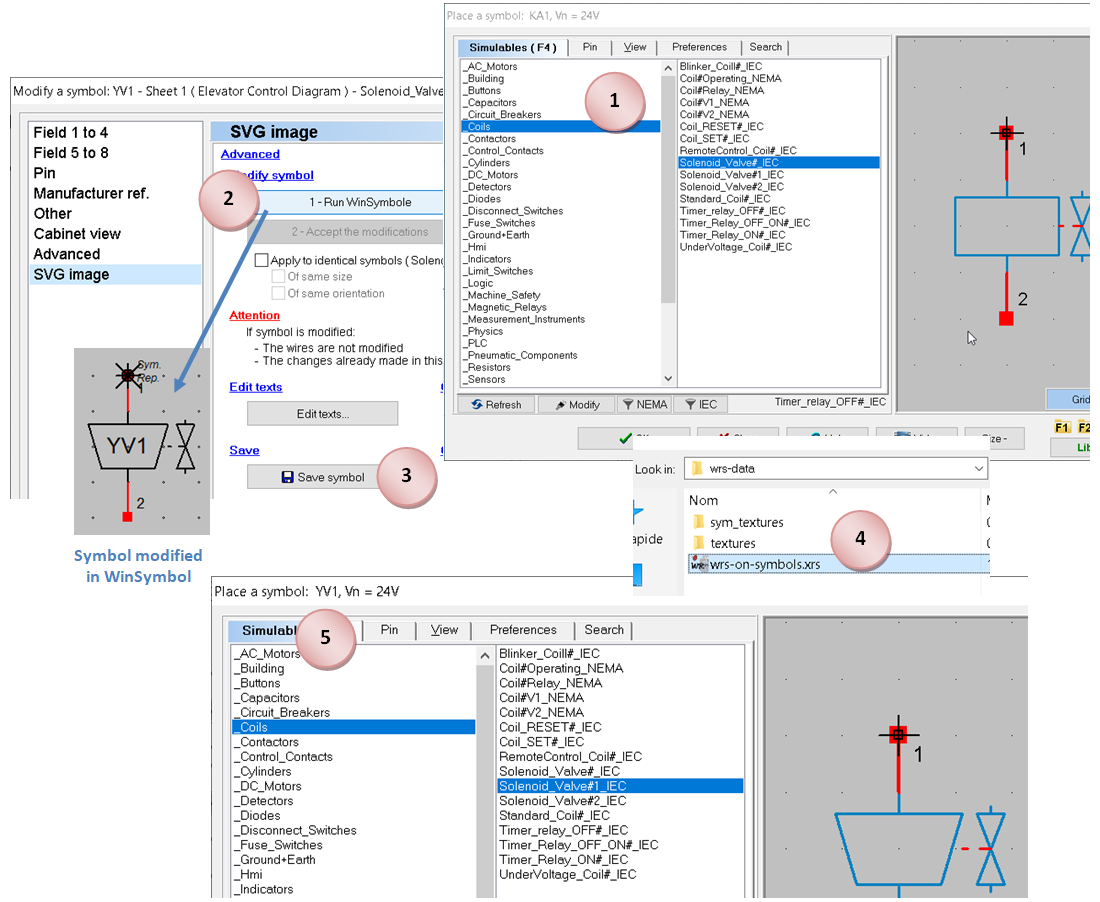 Place a symbol: KA1, Vn = 24V
Simulables ( F4 )
Pin
View
Preferences
Search
_AC_Motors
_Building
_Buttons
_Capacitors
_Circuit_Breakers
_Coils
_Contactors
_Control_Contacts
_Cylinders
_DC_Motors
_Detectors
_Diodes
_Disconnect_Switches
_Fuse_Switches
_Ground+Earth
_Hmi
_Indicators
_Limit_Switches
_Logic
_Machine_Safety
_Magnetic_Relays
_Measurement_Instruments
_Physics
_PLC
_Pneumatic_Components
_Resistors
_Sensors
1
Blinker_Coill#_IEC
Coil#Operating_NEMA
Coil#Relay_NEMA
Coil#V1_NEMA
Coil#V2_NEMA
Coil_RESET#_IEC
Coil_SET#_IEC
RemoteControl_Coil#_IEC
Solenoid_Valve#_IEC
Solenoid_Valve#1_IEC
Solenoid_Valve#2_IEC
Standard_Coil#_IEC
Timer_relay_OFF#_IEC
Timer_Relay_OFF_ON#_IEC
Timer_Relay_ON#_IEC
UnderVoltage_Coil#_IEC
1
2
Refresh
Modify
NEMA
IEC
Timer_relay_OFF#_IEC
Grid
F1
F2
Size -
Modify a symbol: YV1 - Sheet 1 ( Elevator Control Diagram ) - Solenoid_Valve
Field 1 to 4
Field 5 to 8
Pin
Manufacturer ref.
Other
Cabinet view
Advanced
SVG image
SVG image
Advanced
symbol
2
1 - Run WinSymbole
2 - Accept the modifications
Apply to identical symbols ( Solen
Of same size
Of same orientation
Attention
If symbol is modified:
- The wires are not modified
- The changes already made in this
Edit texts
Edit texts...
Save
Save symbol
3
Sym.
Rep.
1
YV1
2
Symbol modified
in WinSymbol
Look in:
wrs-data
Nom
sym_textures
textures
wrs-on-symbols.xrs
apide
4
Place a symbol: YV1, Vn = 24V
Simulabl
5
Pin
View
Preferences
Search
_AC_Motors
_Building
_Buttons
_Capacitors
_Circuit_Breakers
_Coils
_Contactors
_Control_Contacts
_Cylinders
_DC_Motors
_Detectors
_Diodes
_Disconnect_Switches
_Fuse_Switches
_Ground+Earth
_Hmi
_Indicators
Blinker_Coill#_IEC
Coil#Operating_NEMA
Coil#Relay_NEMA
Coil#V1_NEMA
Coil#V2_NEMA
Coil_RESET#_IEC
Coil_SET#_IEC
RemoteControl_Coil#_IEC
Solenoid_Valve#_IEC
Solenoid_Valve#1_IEC
Solenoid_Valve#2_IEC
Standard_Coil#_IEC
Timer_relay_OFF#_IEC
Timer_Relay_OFF_ON#_IEC
Timer_Relay_ON#_IEC
UnderVoltage_Coil#_IEC
1